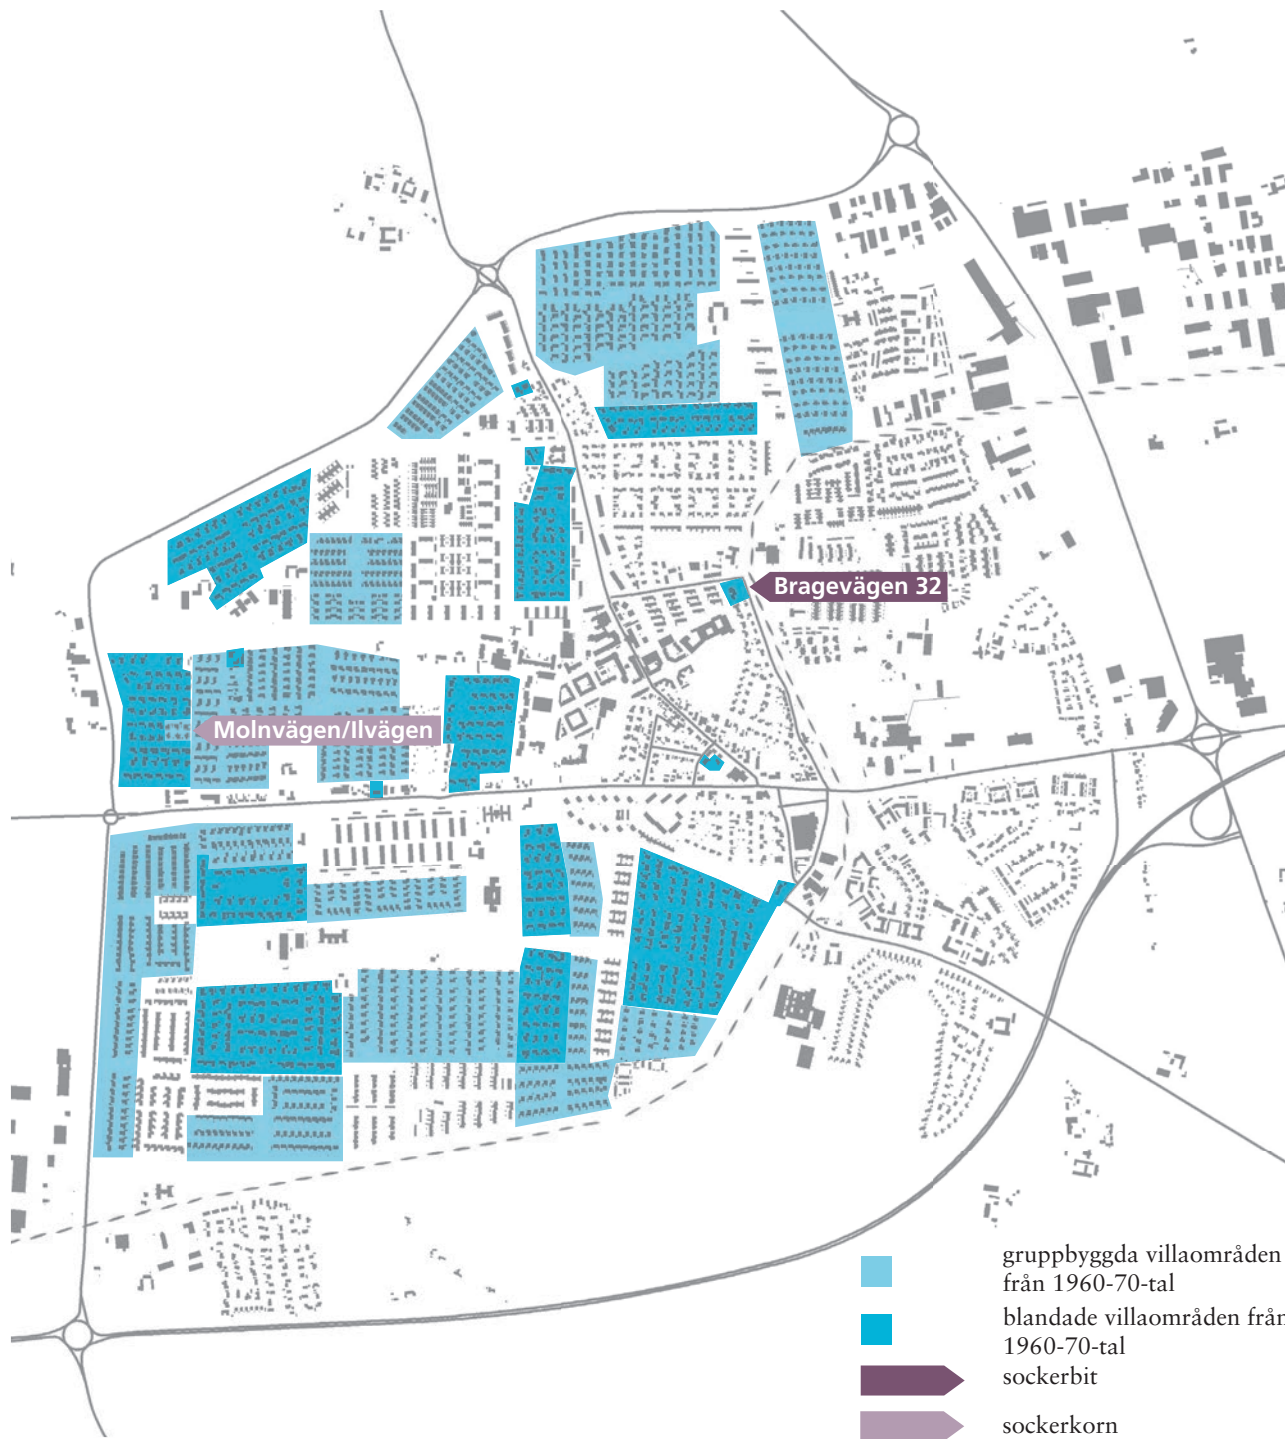 Bragevägen 32
Molnvägen/Ilvägen
gruppbyggda villaområden
från 1960-70-tal
blandade villaområden från
1960-70-tal
sockerbit
sockerkorn